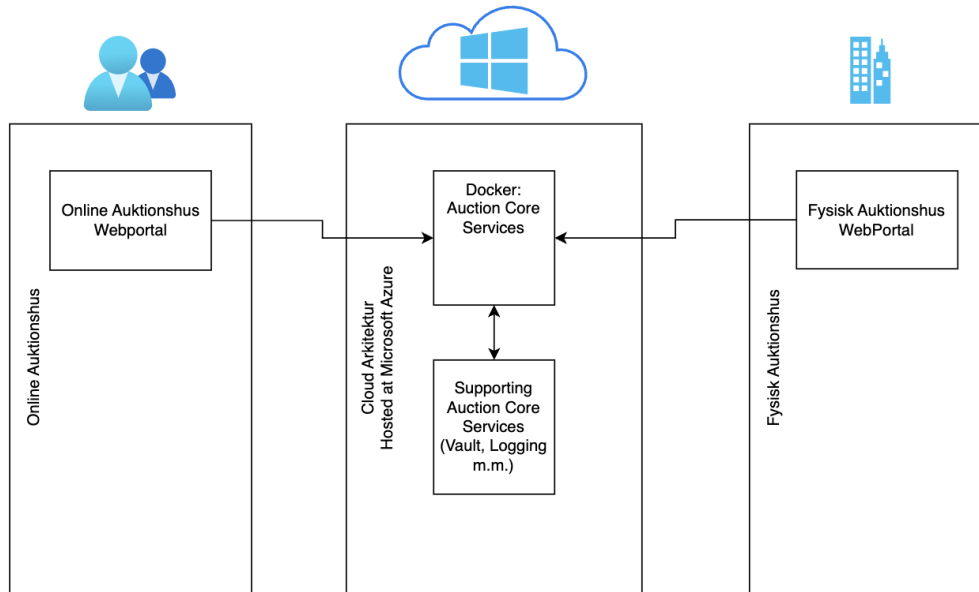 Online Auktionshus
Webportal
Online Auktionshus
Docker:
Auction Core
Services
Cloud Arkitektur
Hosted at Microsoft Azure
Supporting
Auction Core
Services
(Vault, Logging
m.m.)
Fysisk Auktionshus
WebPortal
Fysisk Auktionshus